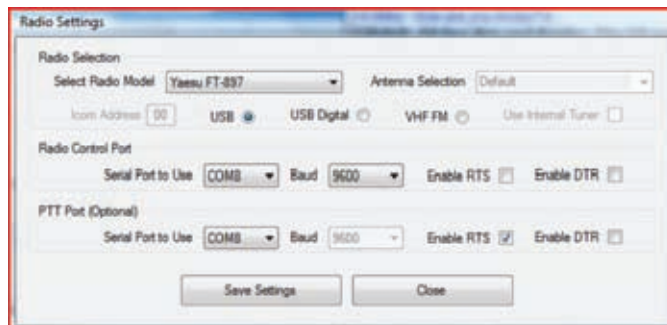 Radio Settings
Radio Selection
Select Radio Model Yaesu FT-897 Antenna Selection Default
Icom Address 00 USB USB Digital VHF FM Use Internal Tuner
Radio Control Port
Serial Port to Use COM8 Baud 9600 Enable RTS Enable DTR
PTT Port (Optional)
Serial Port to Use COM8 Baud 9600 Enable RTS Enable DTR
Save Settings Close